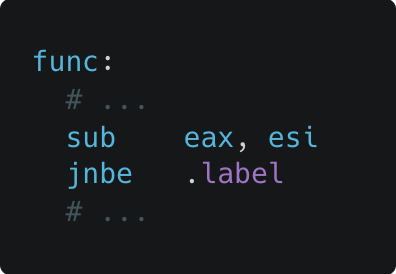 func:
# ...
sub eax, esi
jnbe .label
# ...